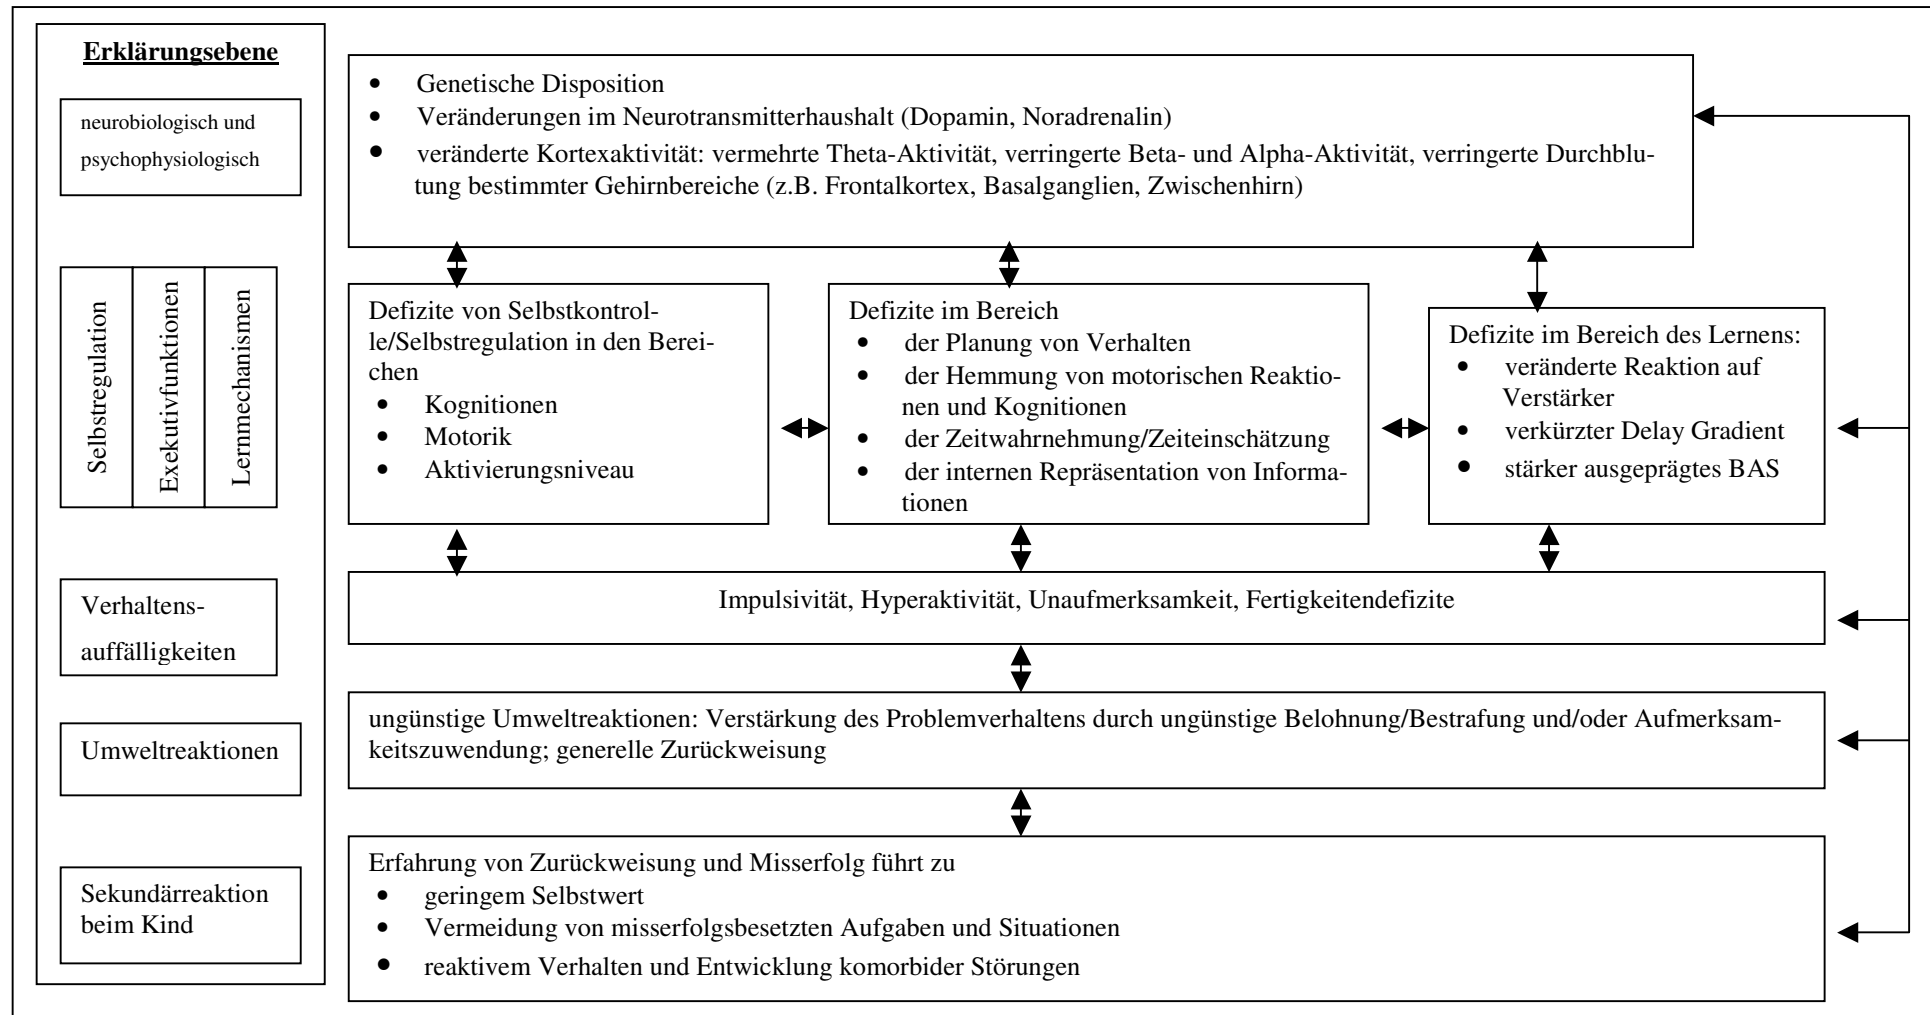 Erklärungsebene
neurobiologisch und
psychophysiologisch
• Genetische Disposition
• Veränderungen im Neurotransmitterhaushalt (Dopamin, Noradrenalin)
• veränderte Kortexaktivität: vermehrte Theta-Aktivität, verringerte Beta- und Alpha-Aktivität, verringerte Durchblu-
tung bestimmter Gehirnbereiche (z.B. Frontalkortex, Basalganglien, Zwischenhirn)
Selbstregulation
Exekutivfunktionen
Lernmechanismen
Defizite von Selbstkontrol-
le/Selbstregulation in den Berei-
chen
• Kognitionen
• Motorik
• Aktivierungsniveau
Defizite im Bereich
• der Planung von Verhalten
• der Hemmung von motorischen Reaktio-
nen und Kognitionen
• der Zeitwahrnehmung/Zeiteinschätzung
• der internen Repräsentation von Informa-
tionen
Defizite im Bereich des Lernens:
• veränderte Reaktion auf
Verstärker
• verkürzter Delay Gradient
• stärker ausgeprägtes BAS
Verhaltens-
auffälligkeiten
Impulsivität, Hyperaktivität, Unaufmerksamkeit, Fertigkeitendefizite
Umweltreaktionen
ungünstige Umweltreaktionen: Verstärkung des Problemverhaltens durch ungünstige Belohnung/Bestrafung und/oder Aufmerksam-
keitszuwendung; generelle Zurückweisung
Sekundärreaktion
beim Kind
Erfahrung von Zurückweisung und Misserfolg führt zu
• geringem Selbstwert
• Vermeidung von misserfolgsbesetzten Aufgaben und Situationen
• reaktivem Verhalten und Entwicklung komorbider Störungen